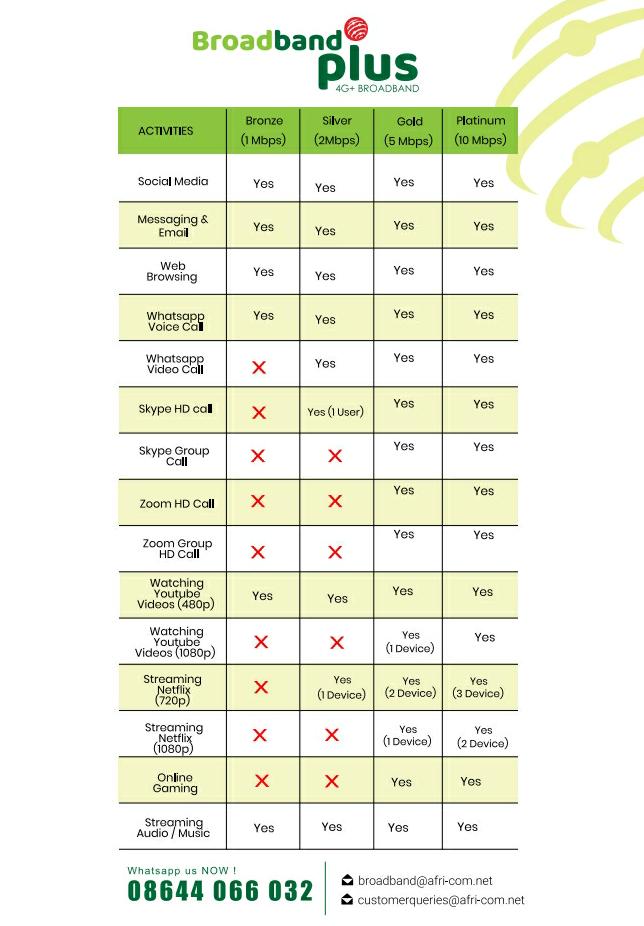 Broadband
plus
4G+ BROADBAND
ACTIVITIES
Bronze
(1 Mbps)
Silver
(2Mbps)
Gold
(5 Mbps)
Platinum
(10 Mbps)
Social Media
Yes
Yes
Yes
Yes
Messaging &
Email
Yes
Yes
Yes
Yes
Web
Browsing
Yes
Yes
Yes
Yes
Whatsapp
Voice Call
Yes
Yes
Yes
Yes
Whatsapp
Video Call
Yes
Yes
Yes
Skype HD call
Yes (1 User)
Yes
Yes
Skype Group
Call
Yes
Yes
Zoom HD Call
Yes
Yes
Zoom Group
HD Call
Yes
Yes
Watching
Youtube
Videos (480p)
Yes
Yes
Yes
Yes
Watching
Youtube
Videos (1080p)
Yes
(1 Device)
Yes
Streaming
Netflix
(720p)
Yes
(1 Device)
Yes
(2 Device)
Yes
(3 Device)
Streaming
Netflix
(1080p)
Yes
(1 Device)
Yes
(2 Device)
Online
Gaming
Yes
Yes
Streaming
Audio / Music
Yes
Yes
Yes
Yes
Whatsapp us NOW !
08644 066 032
broadband@afri-com.net
customerqueries@afri-com.net